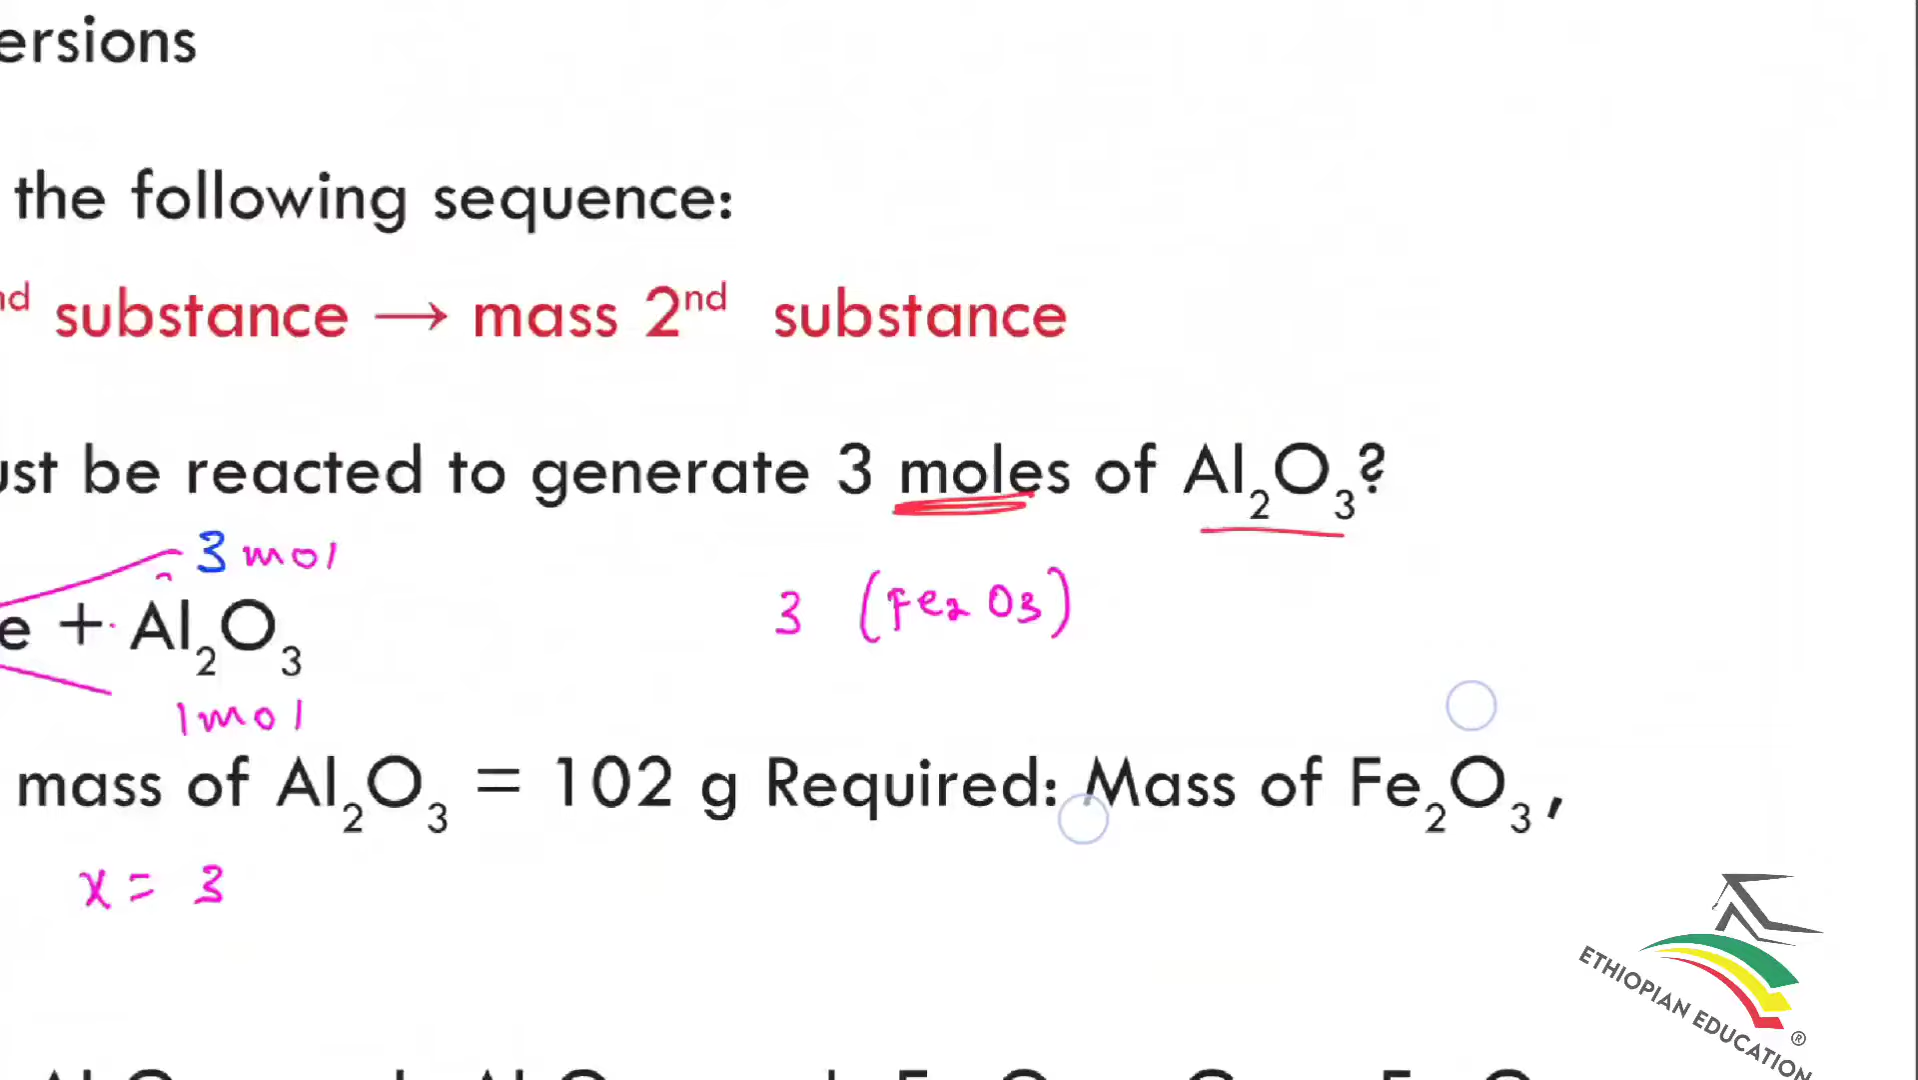 ersions
the following sequence:
nd substance → mass 2nd substance
ust be reacted to generate 3 moles of Al2O3?
3 mol
e + Al2O3
3 (Fe2O3)
1mol
mass of Al2O3 = 102 g Required: Mass of Fe2O3,
x = 3
ETHIOPIAN EDUCATION ®